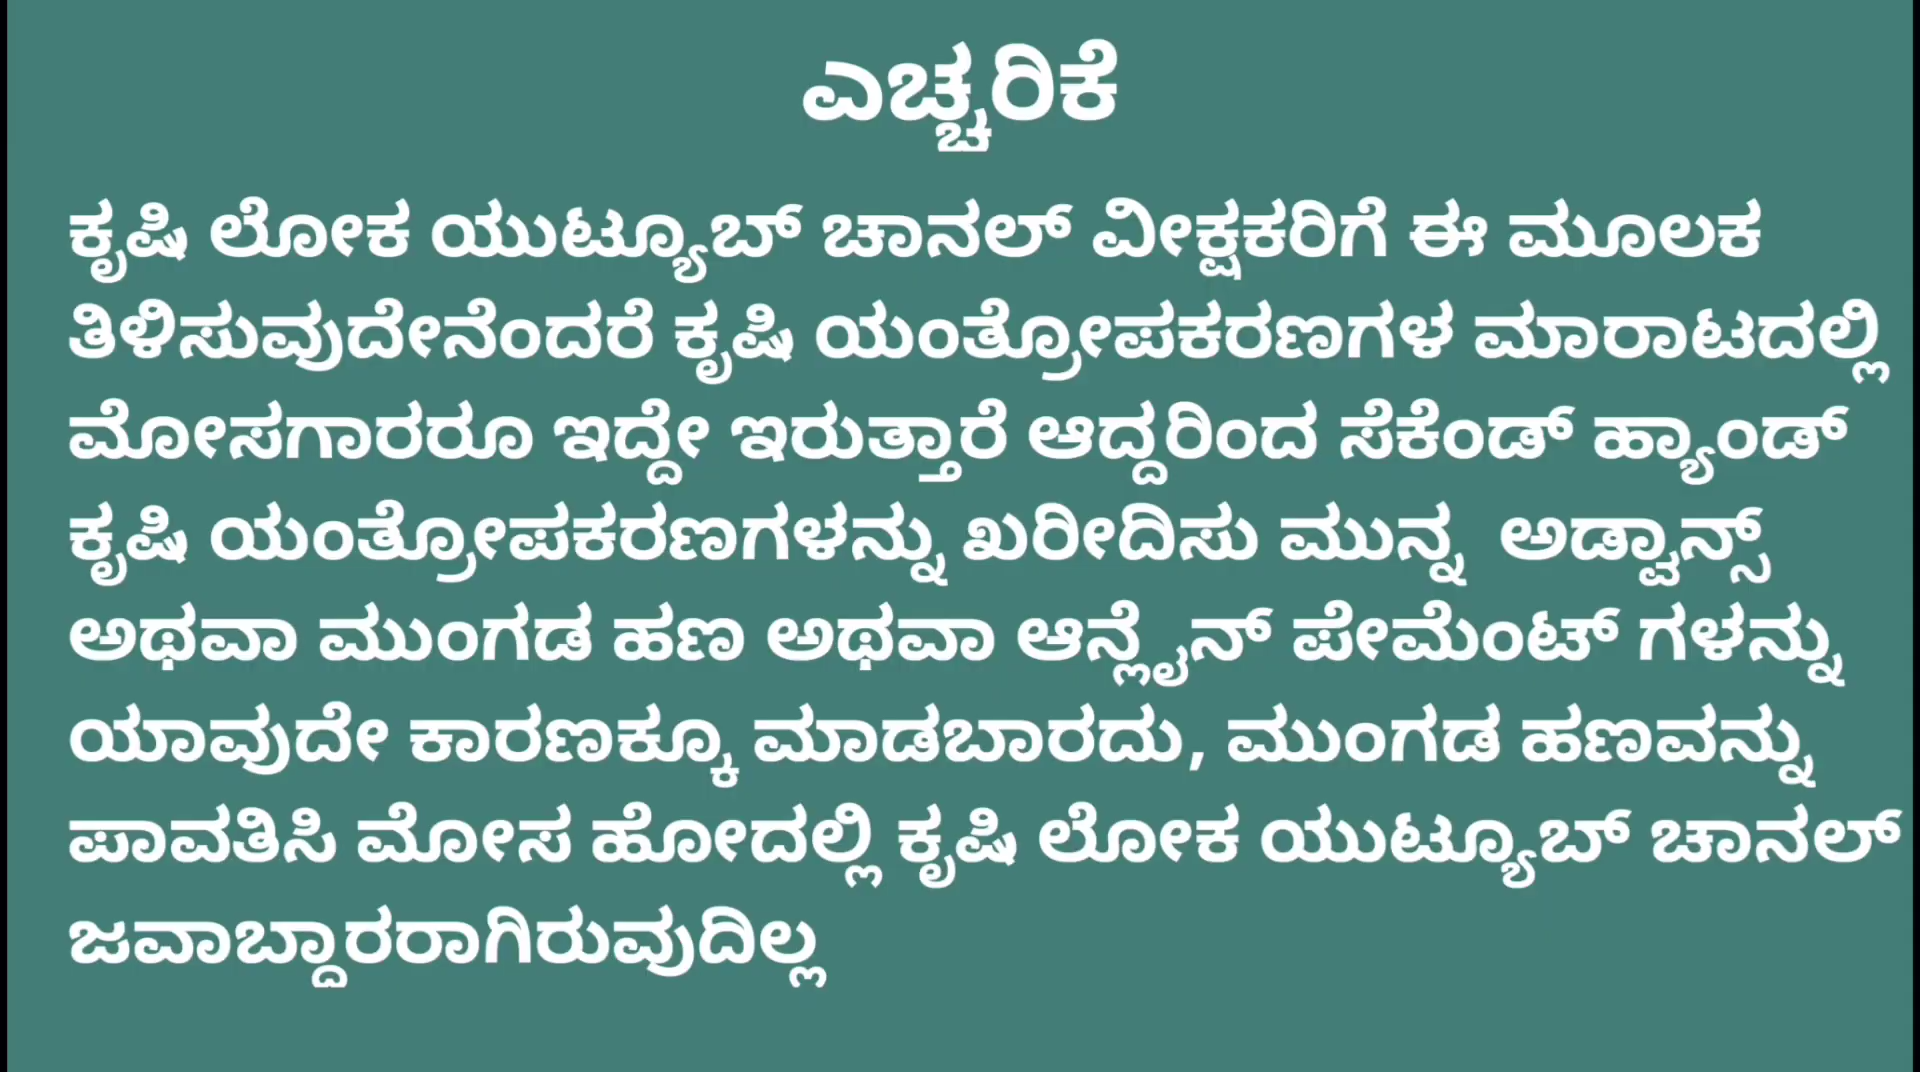 ಎಚ್ಚರಿಕೆ
ಕೃಷಿ ಲೋಕ ಯುಟ್ಯೂಬ್ ಚಾನಲ್ ವೀಕ್ಷಕರಿಗೆ ಈ ಮೂಲಕ
ತಿಳಿಸುವುದೇನೆಂದರೆ ಕೃಷಿ ಯಂತ್ರೋಪಕರಣಗಳ ಮಾರಾಟದಲ್ಲಿ
ಮೋಸಗಾರರೂ ಇದ್ದೇ ಇರುತ್ತಾರೆ ಆದ್ದರಿಂದ ಸೆಕೆಂಡ್ ಹ್ಯಾಂಡ್
ಕೃಷಿ ಯಂತ್ರೋಪಕರಣಗಳನ್ನು ಖರೀದಿಸು ಮುನ್ನ ಅಡ್ವಾನ್ಸ್
ಅಥವಾ ಮುಂಗಡ ಹಣ ಅಥವಾ ಆನ್ಲೈನ್ ಪೇಮೆಂಟ್ ಗಳನ್ನು
ಯಾವುದೇ ಕಾರಣಕ್ಕೂ ಮಾಡಬಾರದು, ಮುಂಗಡ ಹಣವನ್ನು
ಪಾವತಿಸಿ ಮೋಸ ಹೋದಲ್ಲಿ ಕೃಷಿ ಲೋಕ ಯುಟ್ಯೂಬ್ ಚಾನಲ್
ಜವಾಬ್ದಾರರಾಗಿರುವುದಿಲ್ಲ